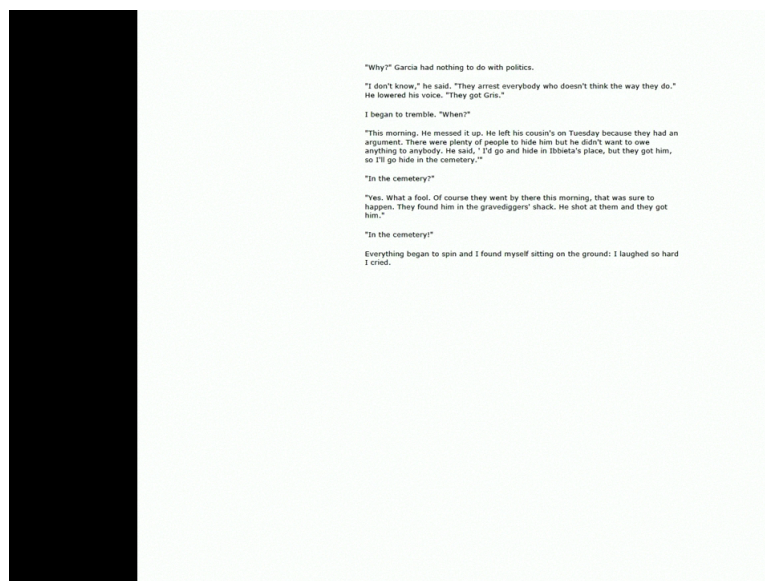 "Why?" Garcia had nothing to do with politics.
"I don't know," he said. "They arrest everybody who doesn't think the way they do."
He lowered his voice. "They got Gris."
I began to tremble. "When?"
"This morning. He messed it up. He left his cousin's on Tuesday because they had an
argument. There were plenty of people to hide him but he didn't want to owe
anything to anybody. He said, ' I'd go and hide in Ibbieta's place, but they got him,
so I'll go hide in the cemetery.'"
"In the cemetery?"
"Yes. What a fool. Of course they went by there this morning, that was sure to
happen. They found him in the gravediggers' shack. He shot at them and they got
him."
"In the cemetery!"
Everything began to spin and I found myself sitting on the ground: I laughed so hard
I cried.